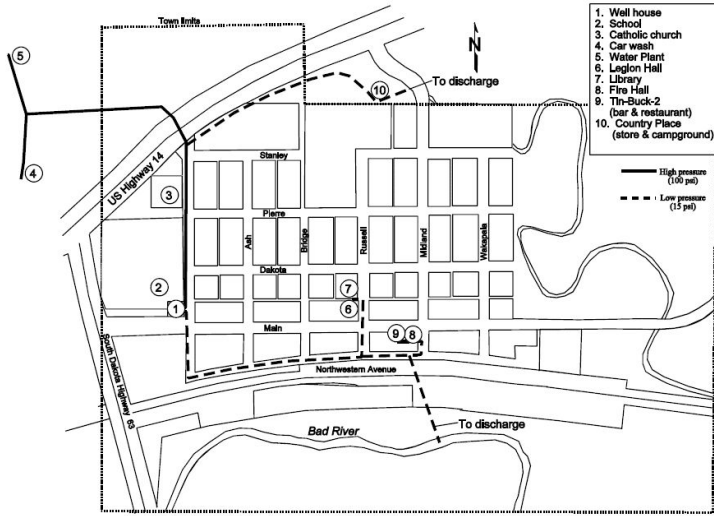 Town limits
N
1. Well house
2. School
3. Catholic church
4. Car wash
5. Water Plant
6. Legion Hall
7. Library
8. Fire Hall
9. Tin-Buck-2
(bar & restaurant)
10. Country Place
(store & campground)
High pressure
(100 psi)
Low pressure
(15 psi)
5
4
10
To discharge
US Highway 14
3
Stanley
Pierre
Ash
Bridge
Russell
Midland
Wakapala
Dakota
2
1
7
6
Main
9
8
South Dakota Highway 63
Northwestern Avenue
Bad River
To discharge